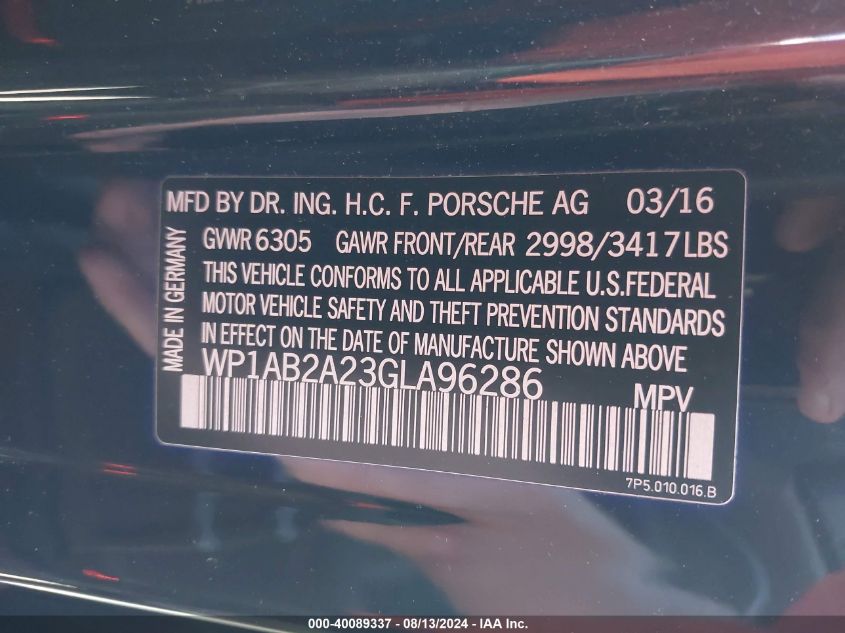 MFD BY DR. ING. H.C. F. PORSCHE AG 03/16
GVWR 6305 GAWR FRONT/REAR 2998/3417LBS
THIS VEHICLE CONFORMS TO ALL APPLICABLE U.S.FEDERAL
MOTOR VEHICLE SAFETY AND THEFT PREVENTION STANDARDS
IN EFFECT ON THE DATE OF MANUFACTURE SHOWN ABOVE
WP1AB2A23GLA96286 MPV
MADE IN GERMANY
7P5.010.016.B
000-40089337 - 08/13/2024 - IAA Inc.